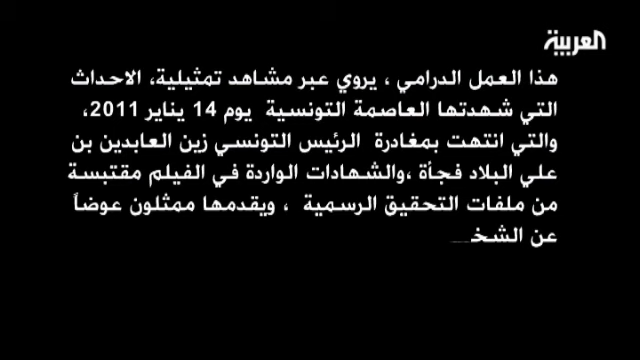 العربية
هذا العمل الدرامي ، يروي عبر مشاهد تمثيلية، الاحداث
التي شهدتها العاصمة التونسية يوم 14 يناير 2011،
والتي انتهت بمغادرة الرئيس التونسي زين العابدين بن
علي البلاد فجأة ،والشهادات الواردة في الفيلم مقتبسة
من ملفات التحقيق الرسمية ، ويقدمها ممثلون عوضاً
عن الشخـ